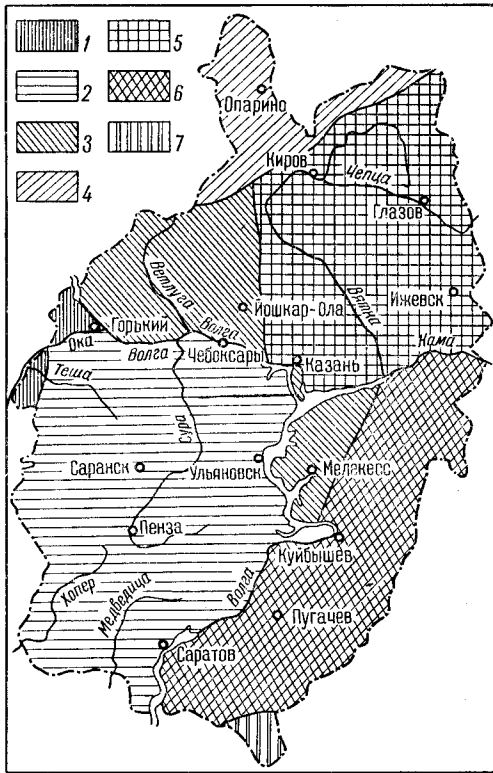 1 5
2 6
3 7
4
Опарино
Киров
Чепца
Глазов
Ветлуга
Вятка
Ижевск
Йошкар-Ола
Ока
Горький
Волга
Волга
Чебоксары
Казань
Кама
Теша
Сура
Саранск
Ульяновск
Мелекесс
Пенза
Куйбышев
Хопер
Медведица
Волга
Пугачев
Саратов